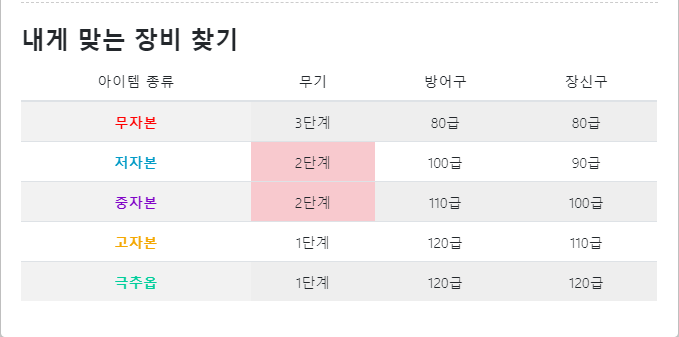 내게 맞는 장비 찾기
아이템 종류 무기 방어구 장신구
무자본 3단계 80급 80급
저자본 2단계 100급 90급
중자본 2단계 110급 100급
고자본 1단계 120급 110급
극추옵 1단계 120급 120급